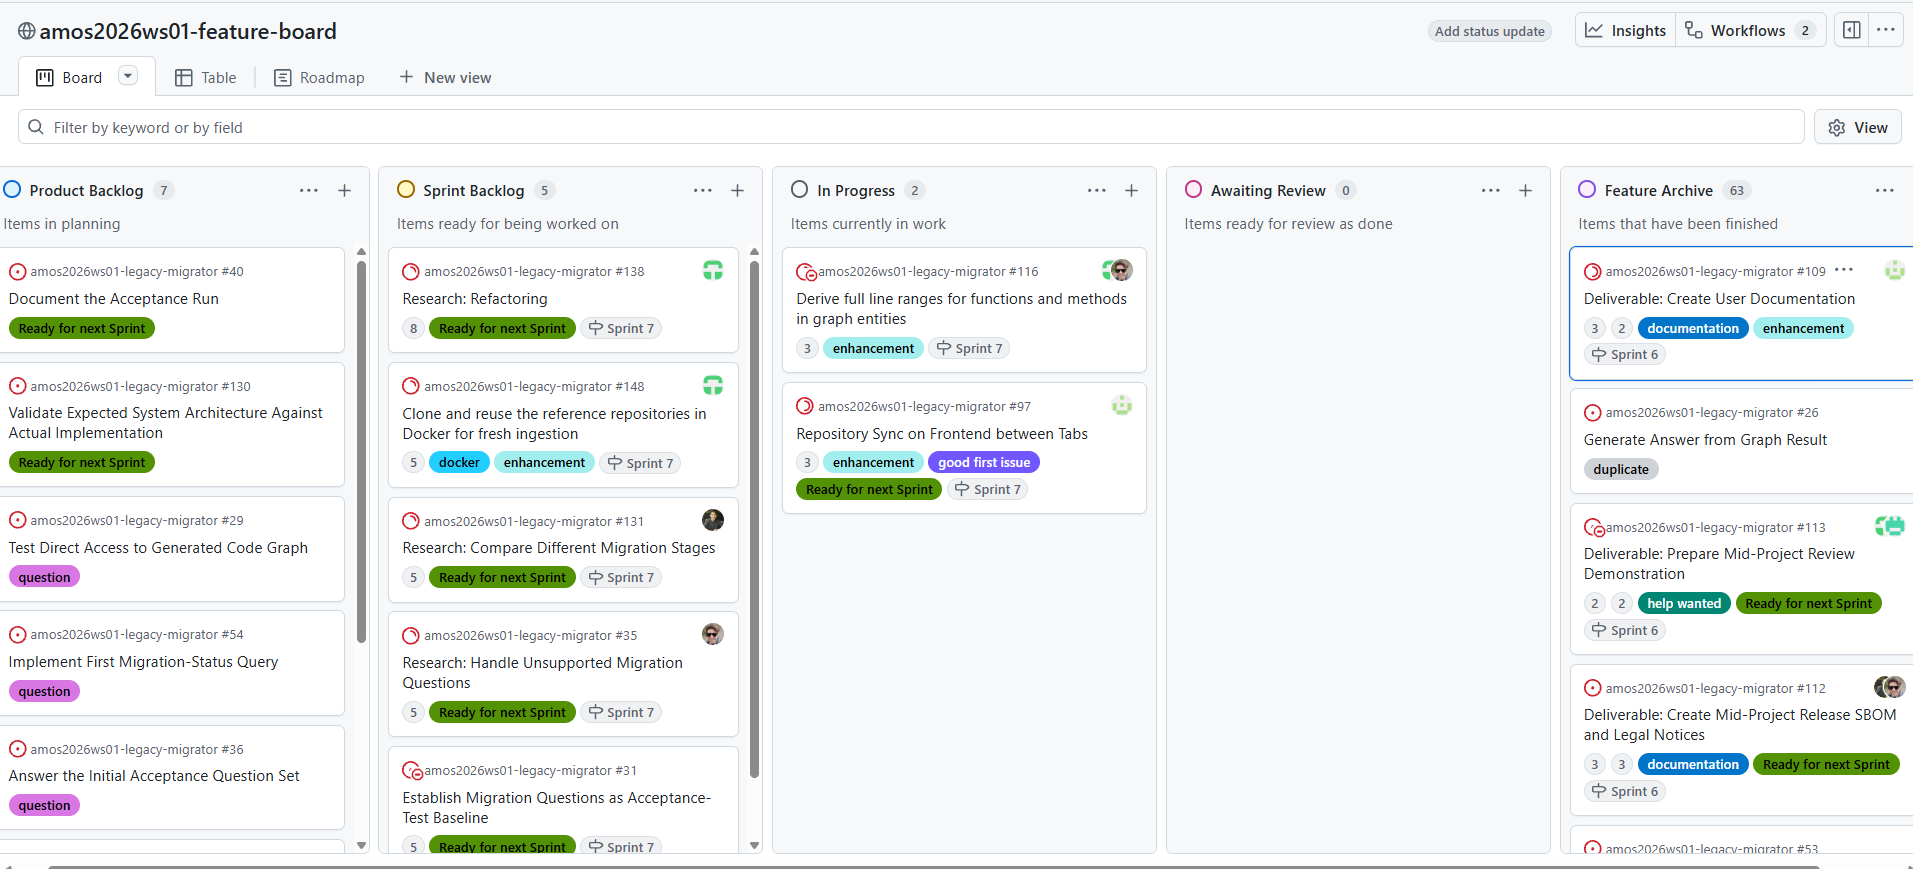 amos2026ws01-feature-board
Add status update
Insights
Workflows 2
Board
Table
Roadmap
New view
Filter by keyword or by field
View
Product Backlog 7
Items in planning
amos2026ws01-legacy-migrator #40
Document the Acceptance Run
Ready for next Sprint
amos2026ws01-legacy-migrator #130
Validate Expected System Architecture Against
Actual Implementation
Ready for next Sprint
amos2026ws01-legacy-migrator #29
Test Direct Access to Generated Code Graph
question
amos2026ws01-legacy-migrator #54
Implement First Migration-Status Query
question
amos2026ws01-legacy-migrator #36
Answer the Initial Acceptance Question Set
question
Sprint Backlog 5
Items ready for being worked on
amos2026ws01-legacy-migrator #138
Research: Refactoring
8 Ready for next Sprint Sprint 7
amos2026ws01-legacy-migrator #148
Clone and reuse the reference repositories in
Docker for fresh ingestion
5 docker enhancement Sprint 7
amos2026ws01-legacy-migrator #131
Research: Compare Different Migration Stages
5 Ready for next Sprint Sprint 7
amos2026ws01-legacy-migrator #35
Research: Handle Unsupported Migration
Questions
5 Ready for next Sprint Sprint 7
amos2026ws01-legacy-migrator #31
Establish Migration Questions as Acceptance-
Test Baseline
5 Ready for next Sprint Sprint 7
In Progress 2
Items currently in work
amos2026ws01-legacy-migrator #116
Derive full line ranges for functions and methods
in graph entities
3 enhancement Sprint 7
amos2026ws01-legacy-migrator #97
Repository Sync on Frontend between Tabs
3 enhancement good first issue
Ready for next Sprint Sprint 7
Awaiting Review 0
Items ready for review as done
Feature Archive 63
Items that have been finished
amos2026ws01-legacy-migrator #109
Deliverable: Create User Documentation
3 2 documentation enhancement
Sprint 6
amos2026ws01-legacy-migrator #26
Generate Answer from Graph Result
duplicate
amos2026ws01-legacy-migrator #113
Deliverable: Prepare Mid-Project Review
Demonstration
2 2 help wanted Ready for next Sprint
Sprint 6
amos2026ws01-legacy-migrator #112
Deliverable: Create Mid-Project Release SBOM
and Legal Notices
3 3 documentation Ready for next Sprint
Sprint 6
amos2026ws01-legacy-migrator #53